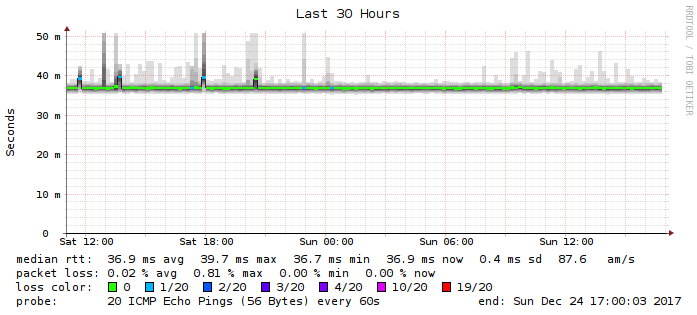 Last 30 Hours
RRDTOOL / TOBI OETIKER
Seconds
50 m
40 m
30 m
20 m
10 m
0
Sat 12:00 Sat 18:00 Sun 00:00 Sun 06:00 Sun 12:00
median rtt: 36.9 ms avg 39.7 ms max 36.7 ms min 36.9 ms now 0.4 ms sd 87.6 am/s
packet loss: 0.02 % avg 0.81 % max 0.00 % min 0.00 % now
loss color: 0 1/20 2/20 3/20 4/20 10/20 19/20
probe: 20 ICMP Echo Pings (56 Bytes) every 60s end: Sun Dec 24 17:00:03 2017